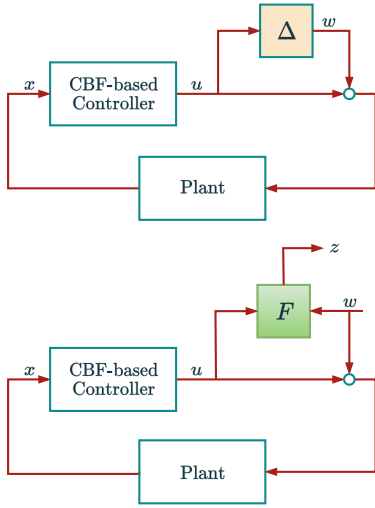 Δ
w
x
CBF-based
Controller
u
Plant
z
F
w
x
CBF-based
Controller
u
Plant